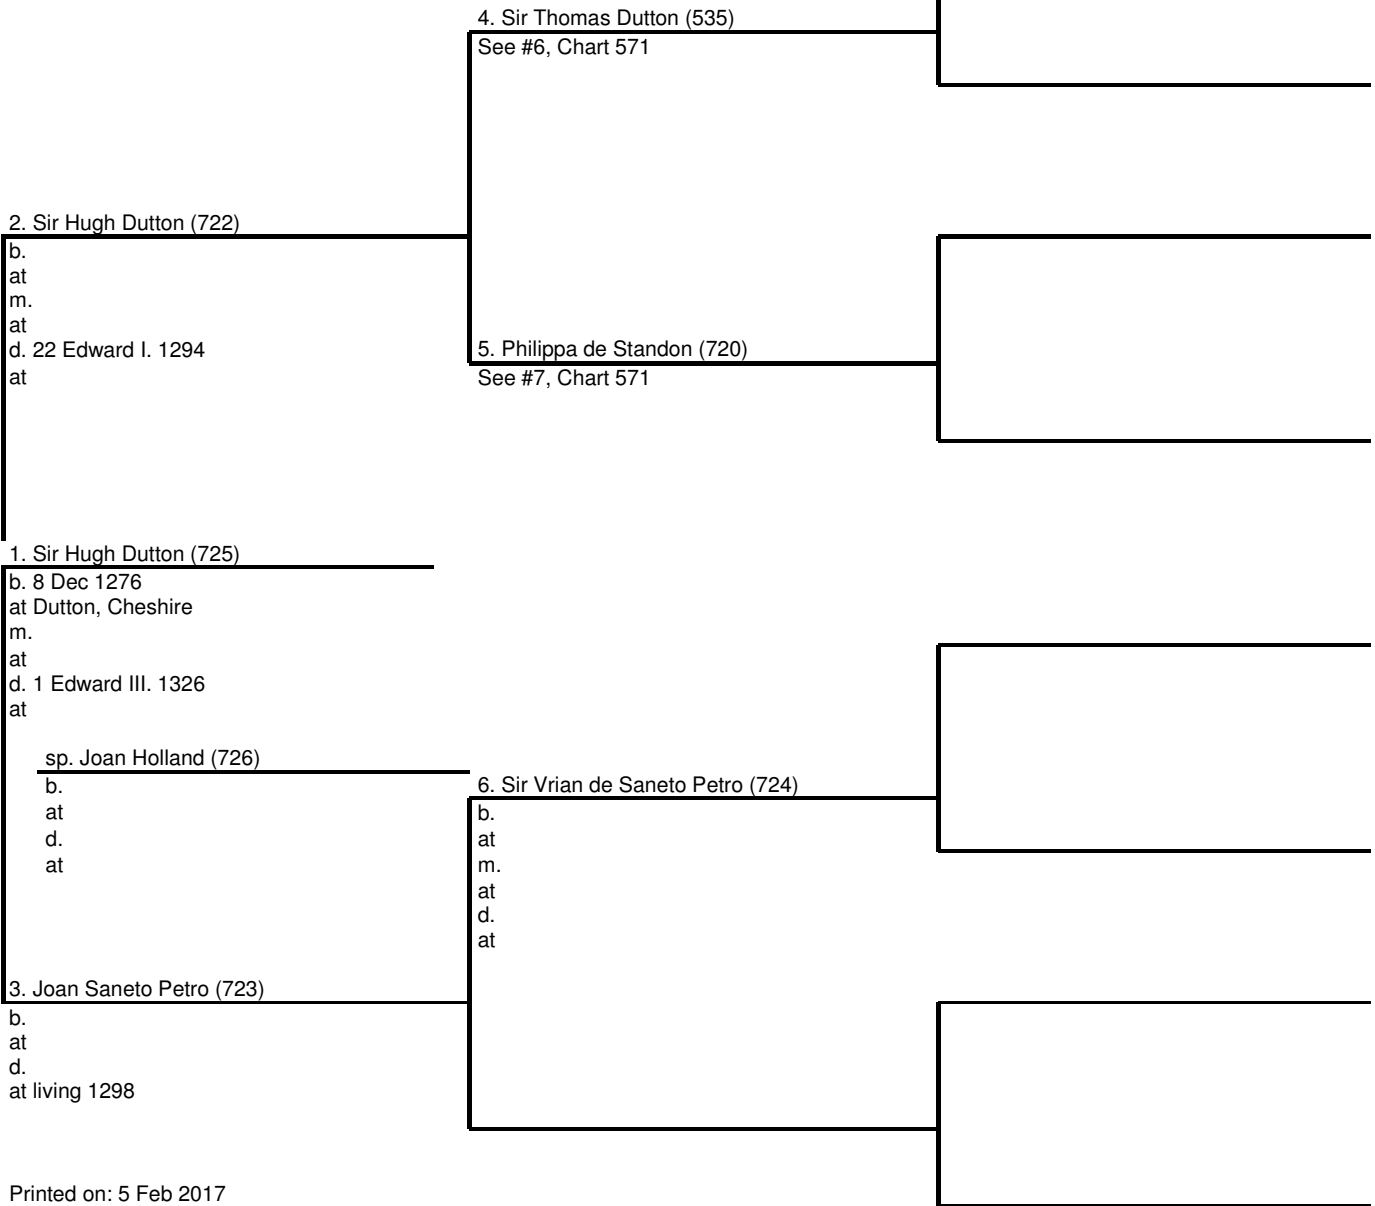 4. Sir Thomas Dutton (535)
See #6, Chart 571
2. Sir Hugh Dutton (722)
b.
at
m.
at
d. 22 Edward I. 1294
at
5. Philippa de Standon (720)
See #7, Chart 571
1. Sir Hugh Dutton (725)
b. 8 Dec 1276
at Dutton, Cheshire
m.
at
d. 1 Edward III. 1326
at
sp. Joan Holland (726)
b.
at
d.
at
6. Sir Vrian de Saneto Petro (724)
b.
at
m.
at
d.
at
3. Joan Saneto Petro (723)
b.
at
d.
at living 1298
Printed on: 5 Feb 2017